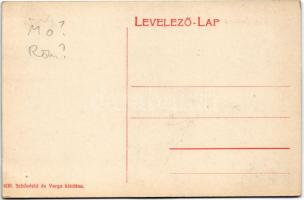 LEVELEZŐ-LAP
MO?
Rom?
Schönfeld és Varga kiadása.